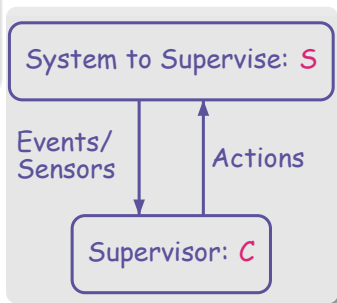 System to Supervise: S
Events/
Sensors
Actions
Supervisor: C